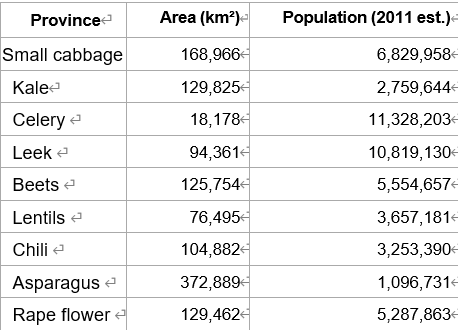 Province Area (km²) Population (2011 est.)
Small cabbage 168,966 6,829,958
Kale 129,825 2,759,644
Celery 18,178 11,328,203
Leek 94,361 10,819,130
Beets 125,754 5,554,657
Lentils 76,495 3,657,181
Chili 104,882 3,253,390
Asparagus 372,889 1,096,731
Rape flower 129,462 5,287,863